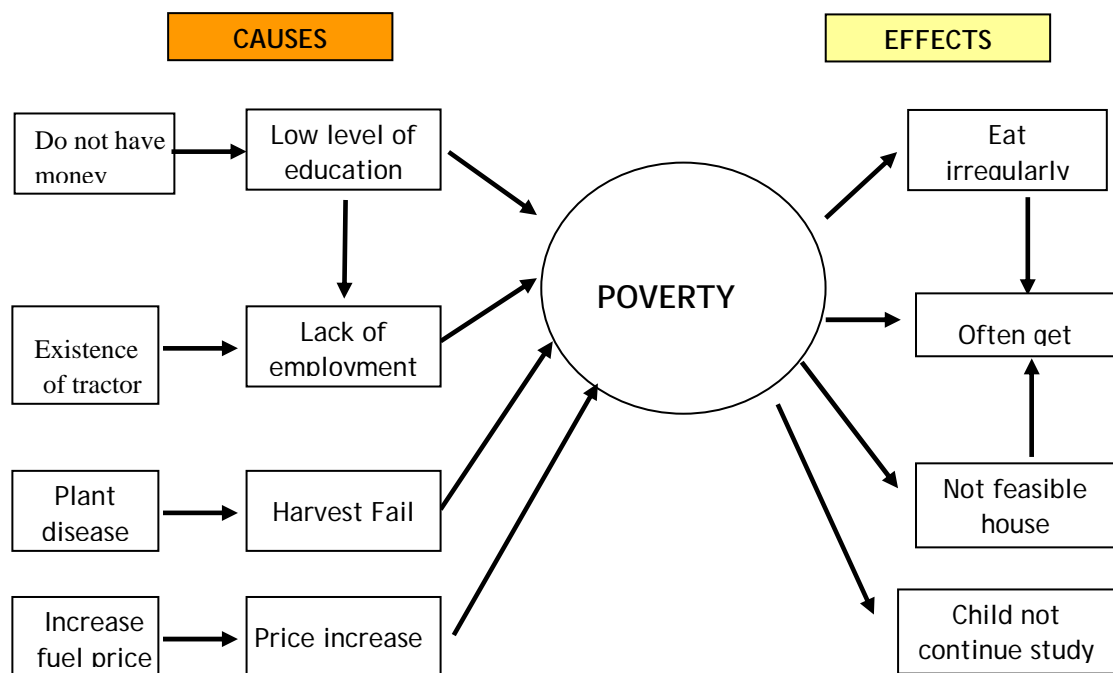 CAUSES
EFFECTS
Do not have
money
Low level of
education
Eat
irregularly
Existence
of tractor
Lack of
employment
POVERTY
Often get
Plant
disease
Harvest Fail
Not feasible
house
Increase
fuel price
Price increase
Child not
continue study